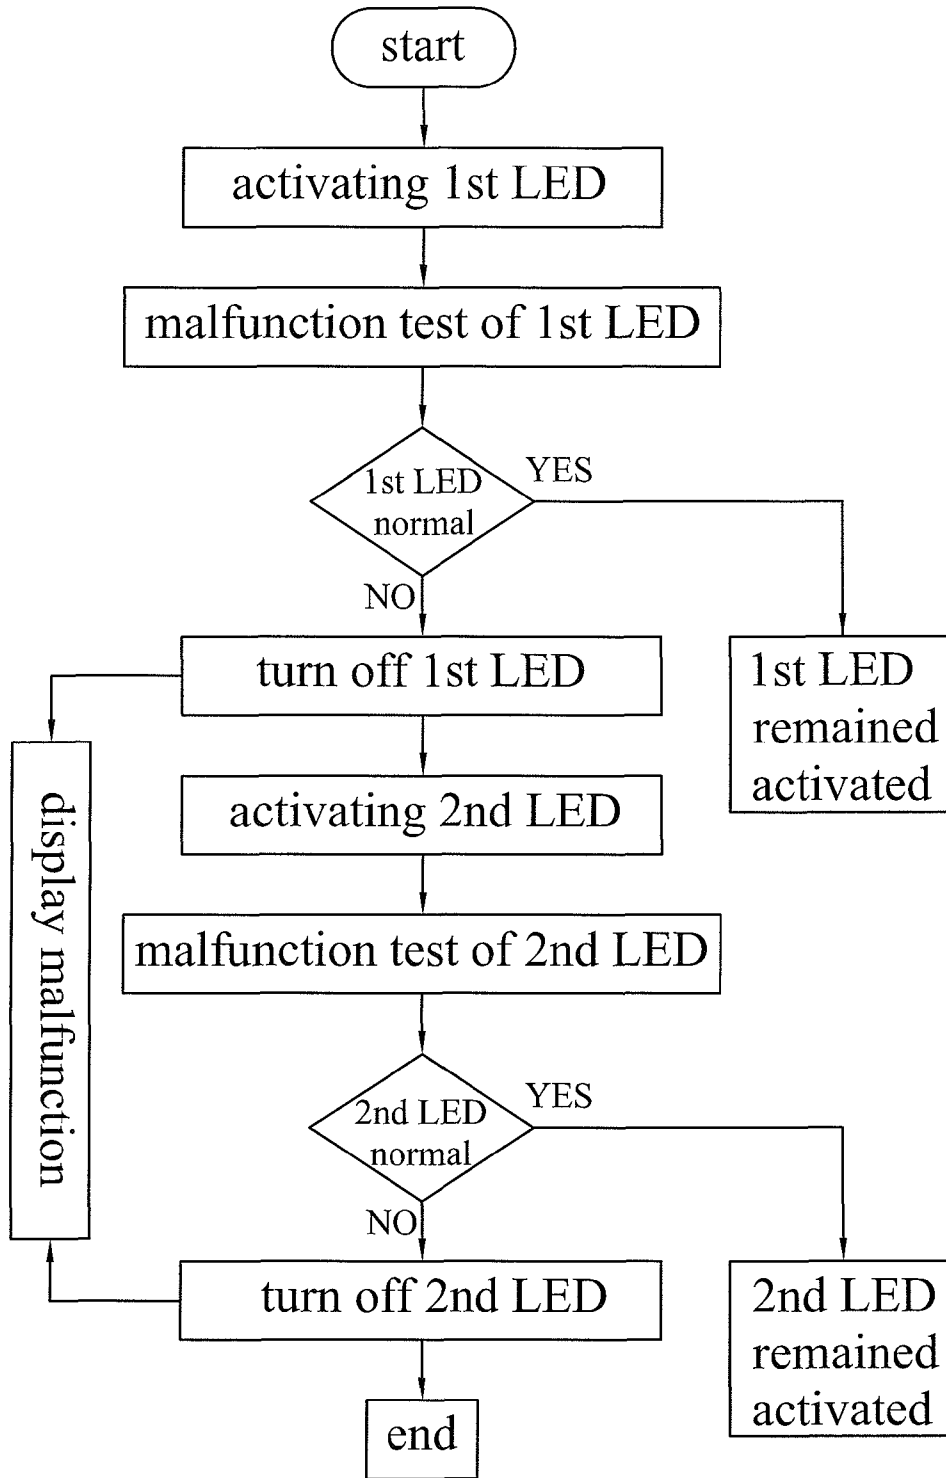 start
activating 1st LED
malfunction test of 1st LED
1st LED
normal
YES
NO
turn off 1st LED
1st LED
remained
activated
display malfunction
activating 2nd LED
malfunction test of 2nd LED
2nd LED
normal
YES
NO
turn off 2nd LED
2nd LED
remained
activated
end